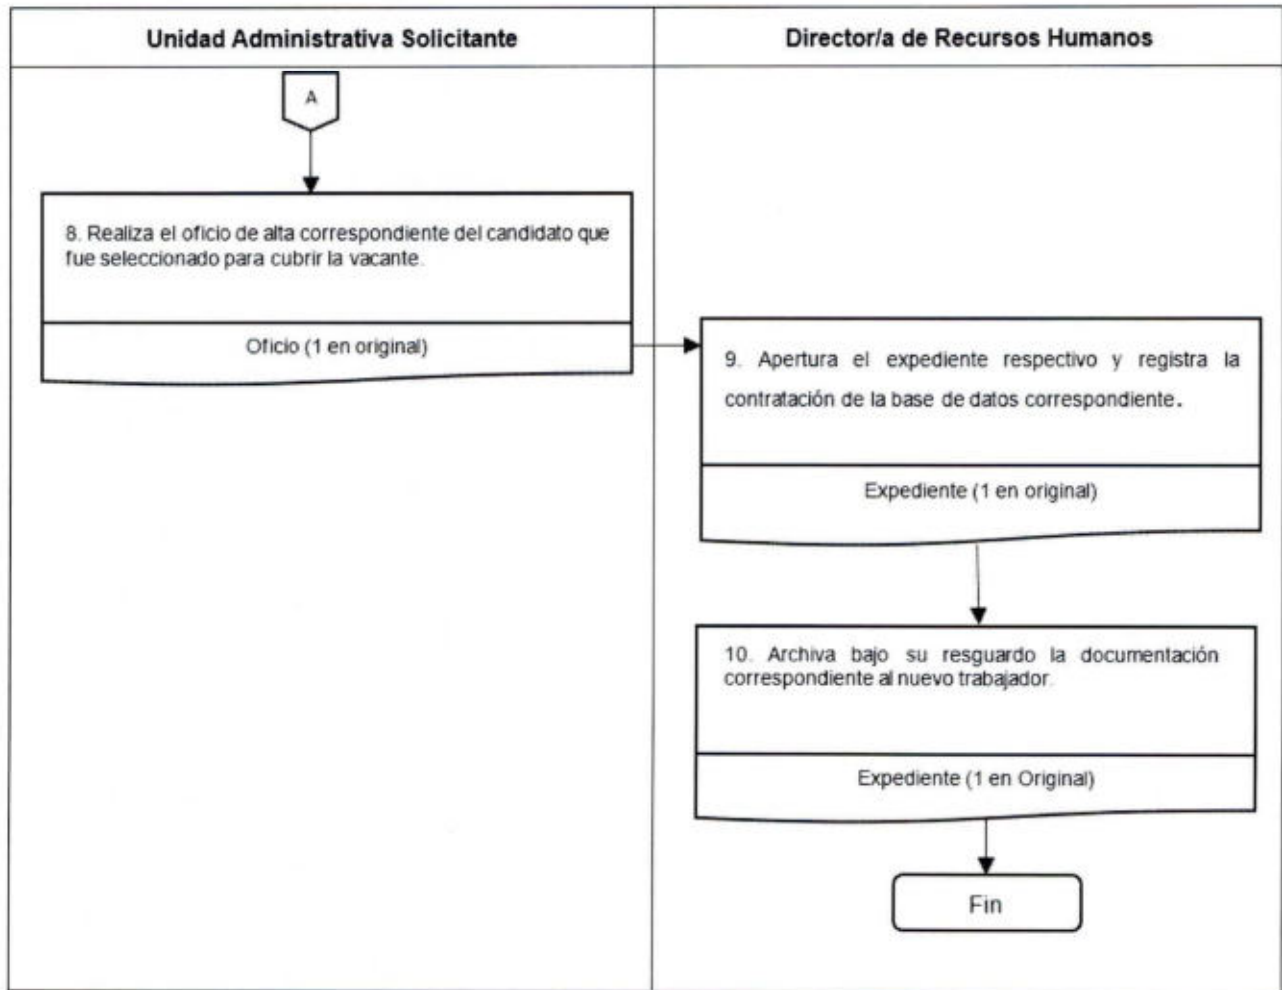 Unidad Administrativa Solicitante
Director/a de Recursos Humanos
A
8. Realiza el oficio de alta correspondiente del candidato que
fue seleccionado para cubrir la vacante.
Oficio (1 en original)
9. Apertura el expediente respectivo y registra la
contratación de la base de datos correspondiente.
Expediente (1 en original)
10. Archiva bajo su resguardo la documentación
correspondiente al nuevo trabajador.
Expediente (1 en Original)
Fin